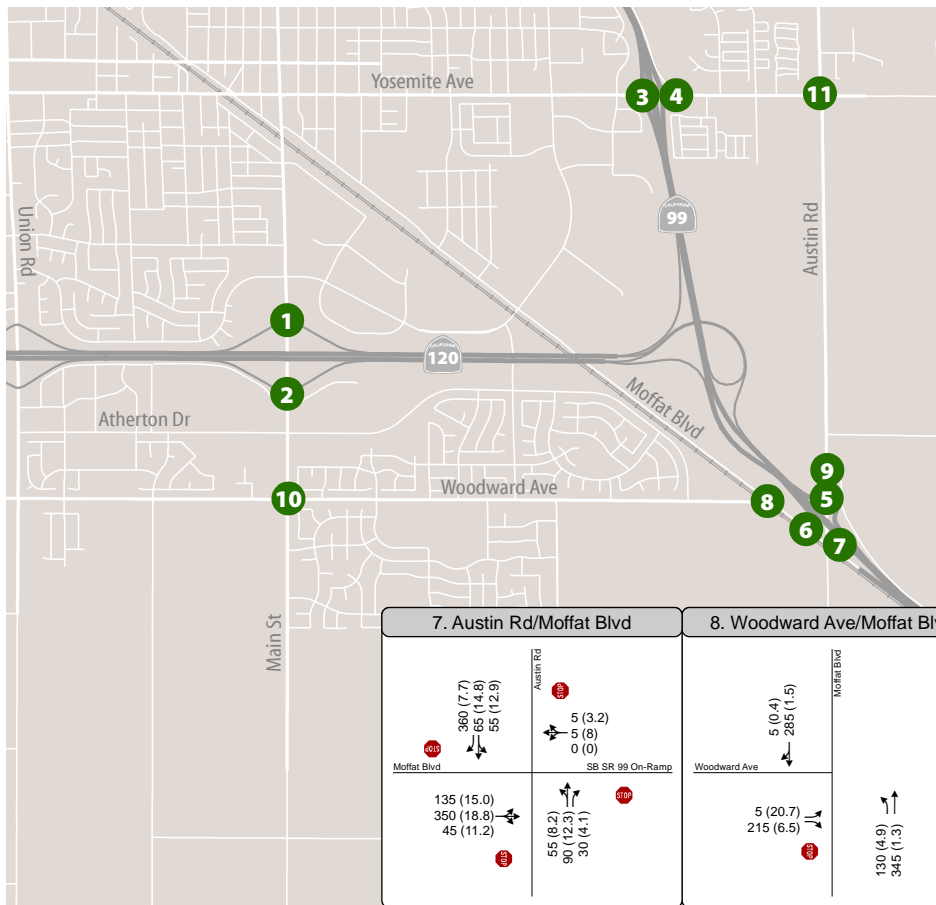 Yosemite Ave
3
4
11
CALIFORNIA
99
Union Rd
Austin Rd
1
CALIFORNIA
120
2
Moffat Blvd
Atherton Dr
Woodward Ave
10
8
9
5
6
7
Main St
7. Austin Rd/Moffat Blvd
Austin Rd
360 (7.7)
65 (14.8)
55 (12.9)
STOP
STOP
5 (3.2)
5 (8)
0 (0)
Moffat Blvd
SB SR 99 On-Ramp
135 (15.0)
350 (18.8)
45 (11.2)
STOP
55 (8.2)
90 (12.3)
30 (4.1)
STOP
8. Woodward Ave/Moffat Bl
Moffat Blvd
5 (0.4)
285 (1.5)
Woodward Ave
5 (20.7)
215 (6.5)
STOP
130 (4.9)
345 (1.3)